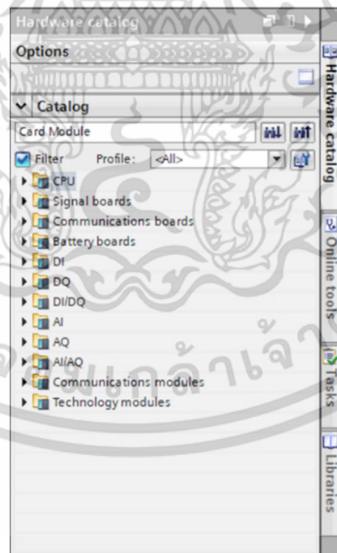 Hardware catalog
Options
Catalog
Card Module
Filter Profile: <All>
CPU
Signal boards
Communications boards
Battery boards
DI
DQ
DI/DQ
AI
AQ
AI/AQ
Communications modules
Technology modules
Hardware catalog
Online tools
Tasks
Libraries